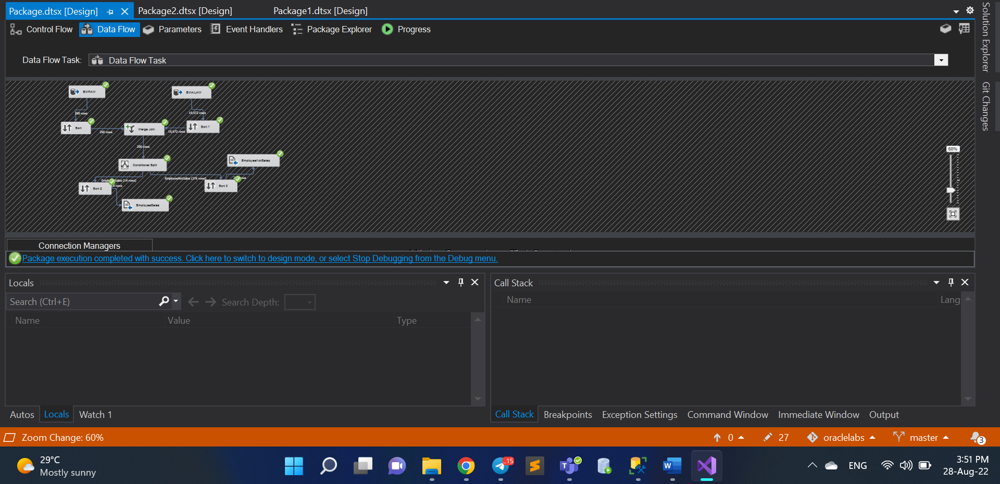 Package.dtsx [Design]
Package2.dtsx [Design]
Package1.dtsx [Design]
Control Flow
Data Flow
Parameters
Event Handlers
Package Explorer
Progress
Solution Explorer
Git Changes
Data Flow Task:
Data Flow Task
EMPAW
EMAILAW
290 rows
19,972 rows
Sort
290 rows
Merge Join
19,972 rows
Sort 1
290 rows
Conditional Split
EmployeeNotSales
EmployeeSales (14 rows)
EmployeeNotSales (276 rows)
rows
14 rows
Sort 2
Sort 3
EmployeeSales
60%
Connection Managers
Package execution completed with success. Click here to switch to design mode, or select Stop Debugging from the Debug menu.
Locals
Search (Ctrl+E)
Search Depth:
Name
Value
Type
Autos
Locals
Watch 1
Call Stack
Name
Lang
Call Stack
Breakpoints
Exception Settings
Command Window
Immediate Window
Output
Zoom Change: 60%
0
27
oraclelabs
master
3
29°C
Mostly sunny
..15
T
W
ENG
3:51 PM
28-Aug-22